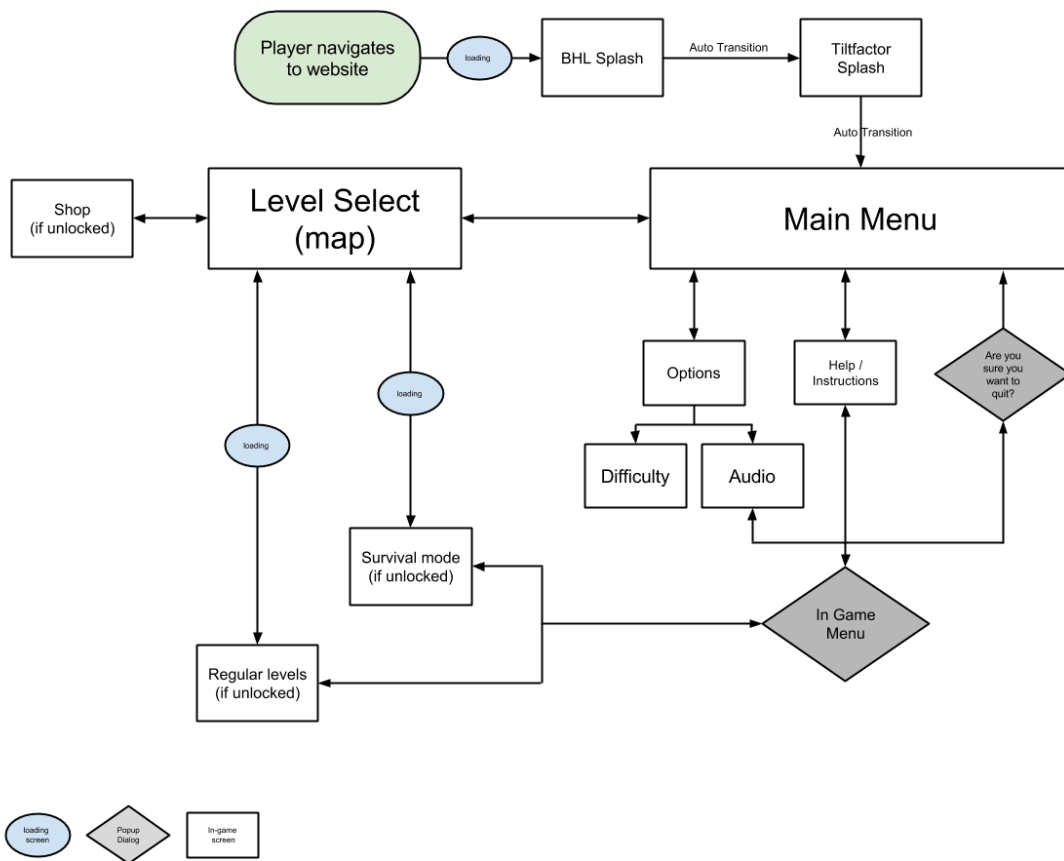 Player navigates
to website
loading
BHL Splash
Auto Transition
Tiltfactor
Splash
Auto Transition
Shop
(if unlocked)
Level Select
(map)
Main Menu
Options
Help /
Instructions
Are you
sure you
want to
quit?
loading
loading
Difficulty
Audio
Survival mode
(if unlocked)
In Game
Menu
Regular levels
(if unlocked)
loading
screen
Popup
Dialog
In-game
screen